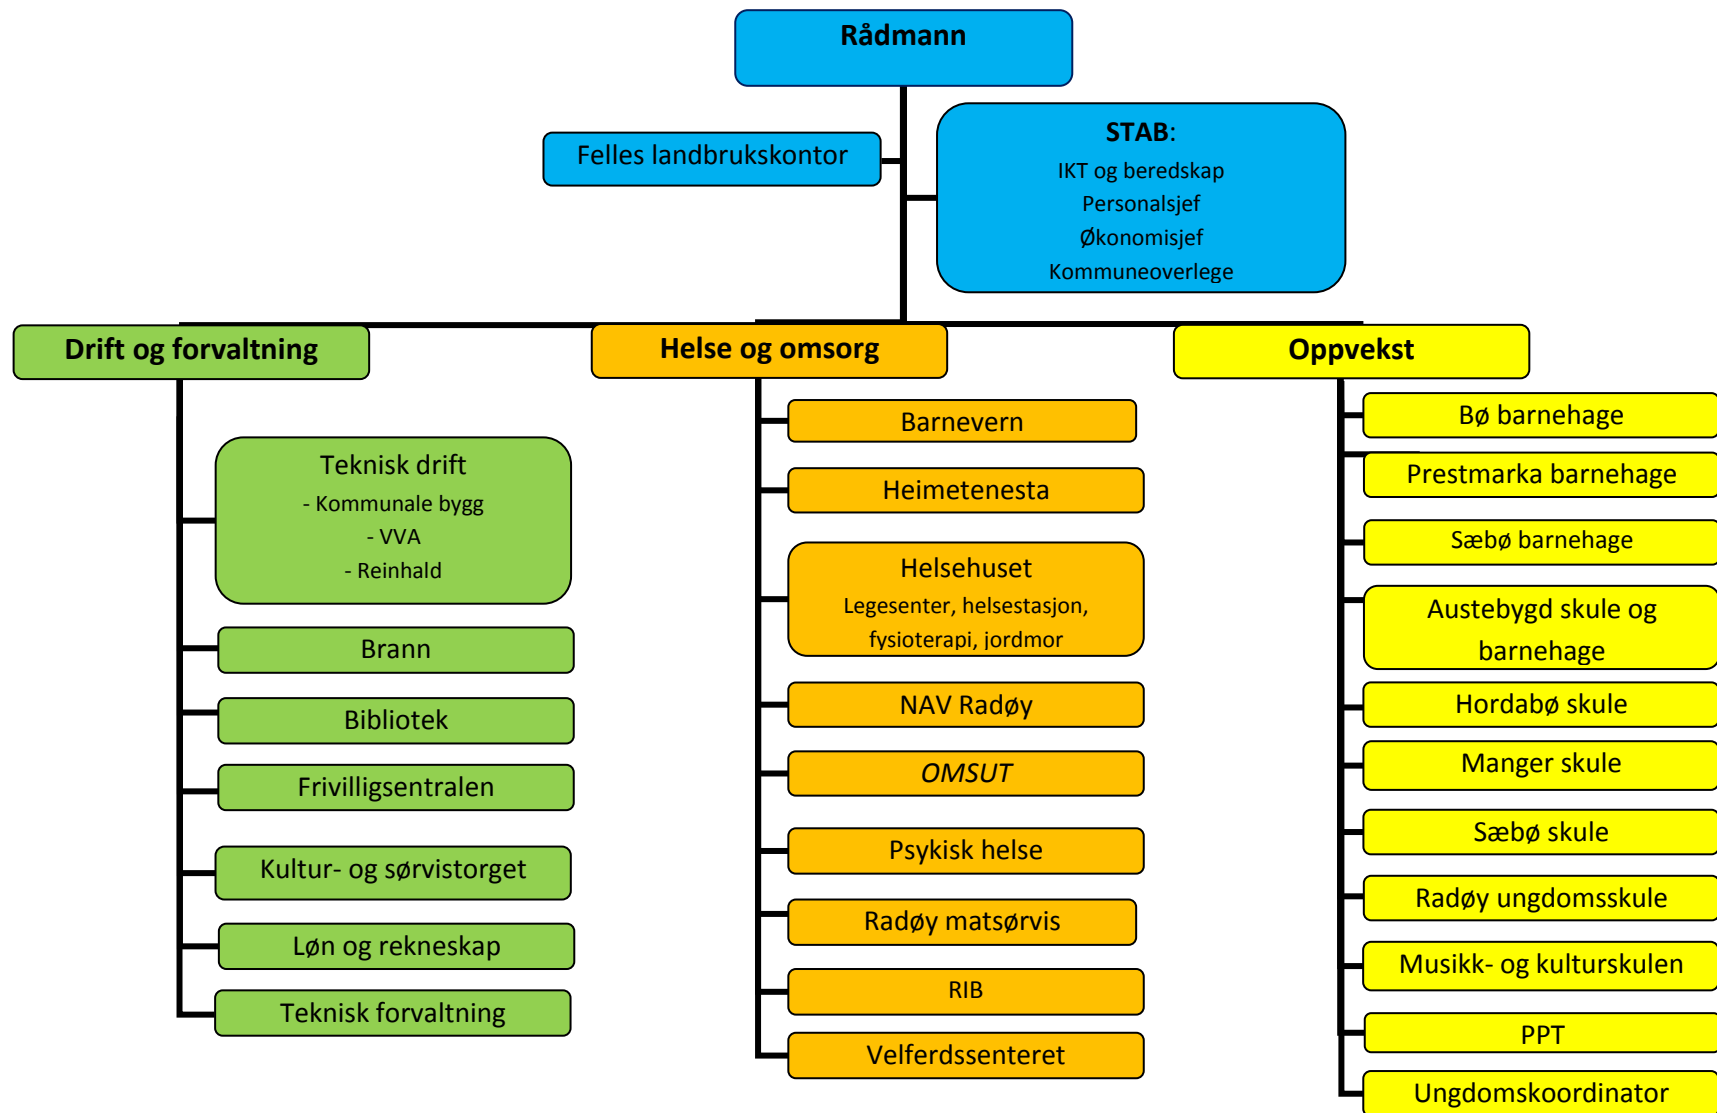 Rådmann
Felles landbrukskontor
STAB:
IKT og beredskap
Personalsjef
Økonomisjef
Kommuneoverlege
Drift og forvaltning
Teknisk drift
- Kommunale bygg
- VVA
- Reinhald
Brann
Bibliotek
Frivilligsentralen
Kultur- og sørvistorget
Løn og rekneskap
Teknisk forvaltning
Helse og omsorg
Barnevern
Heimetenesta
Helsehuset
Legesenter, helsestasjon,
fysioterapi, jordmor
NAV Radøy
OMSUT
Psykisk helse
Radøy matsørvis
RIB
Velferdssenteret
Oppvekst
Bø barnehage
Prestmarka barnehage
Sæbø barnehage
Austebygd skule og
barnehage
Hordabø skule
Manger skule
Sæbø skule
Radøy ungdomsskule
Musikk- og kulturskulen
PPT
Ungdomskoordinator